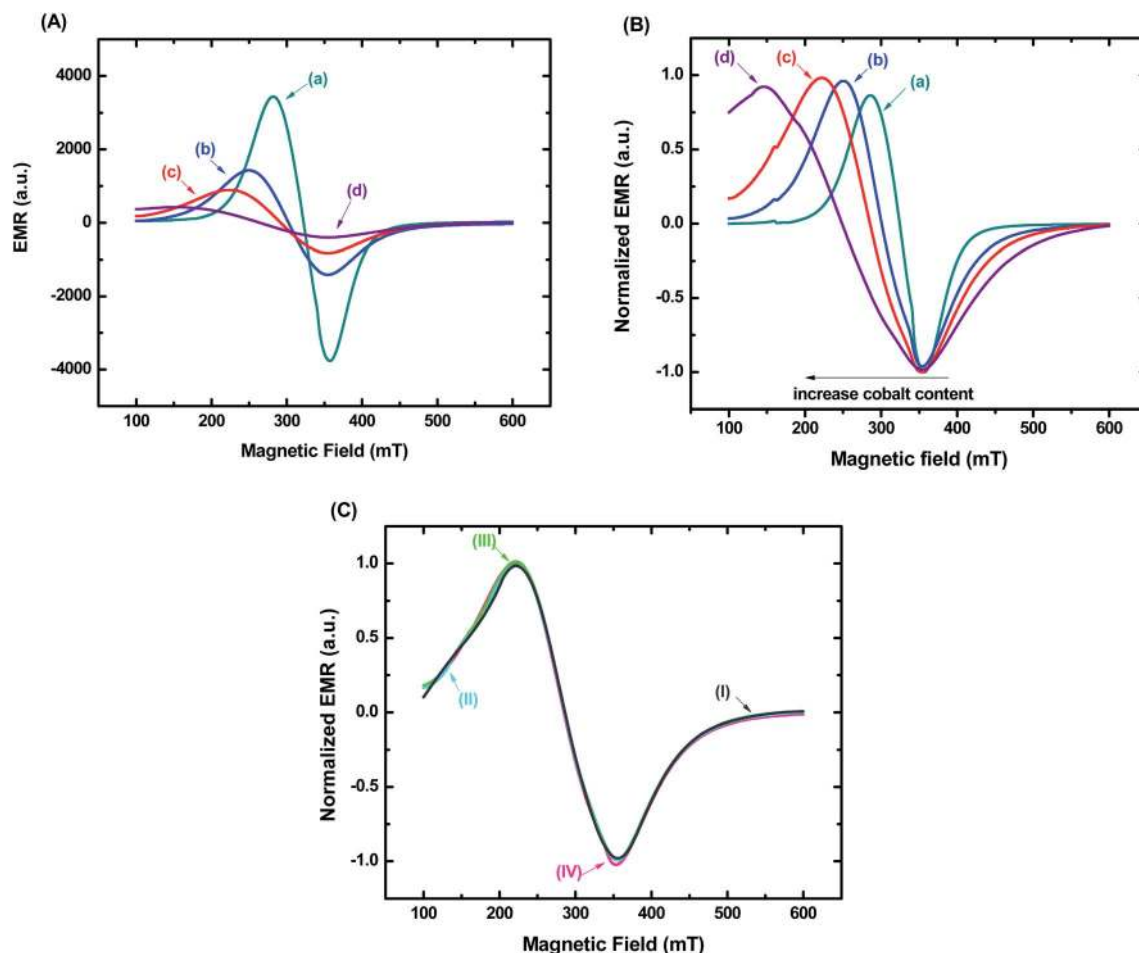 (A)
4000
2000
0
-2000
-4000
EMR (a.u.)
(a)
(b)
(c)
(d)
100 200 300 400 500 600
Magnetic Field (mT)
(B)
1.0
0.5
0.0
-0.5
-1.0
Normalized EMR (a.u.)
(d)
(c)
(b)
(a)
increase cobalt content
100 200 300 400 500 600
Magnetic field (mT)
(C)
1.0
0.5
0.0
-0.5
-1.0
Normalized EMR (a.u.)
(III)
(II)
(I)
(IV)
100 200 300 400 500 600
Magnetic Field (mT)